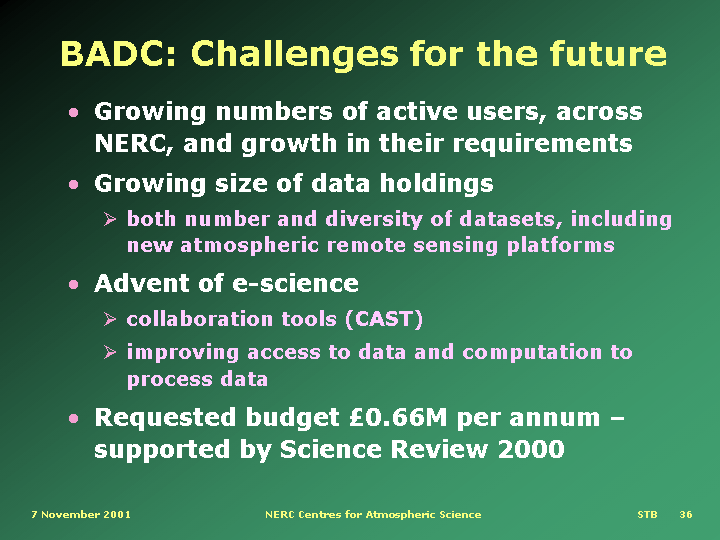 BADC: Challenges for the future
• Growing numbers of active users, across
NERC, and growth in their requirements
• Growing size of data holdings
➢ both number and diversity of datasets, including
new atmospheric remote sensing platforms
• Advent of e-science
➢ collaboration tools (CAST)
➢ improving access to data and computation to
process data
• Requested budget £0.66M per annum –
supported by Science Review 2000
7 November 2001 NERC Centres for Atmospheric Science STB 36